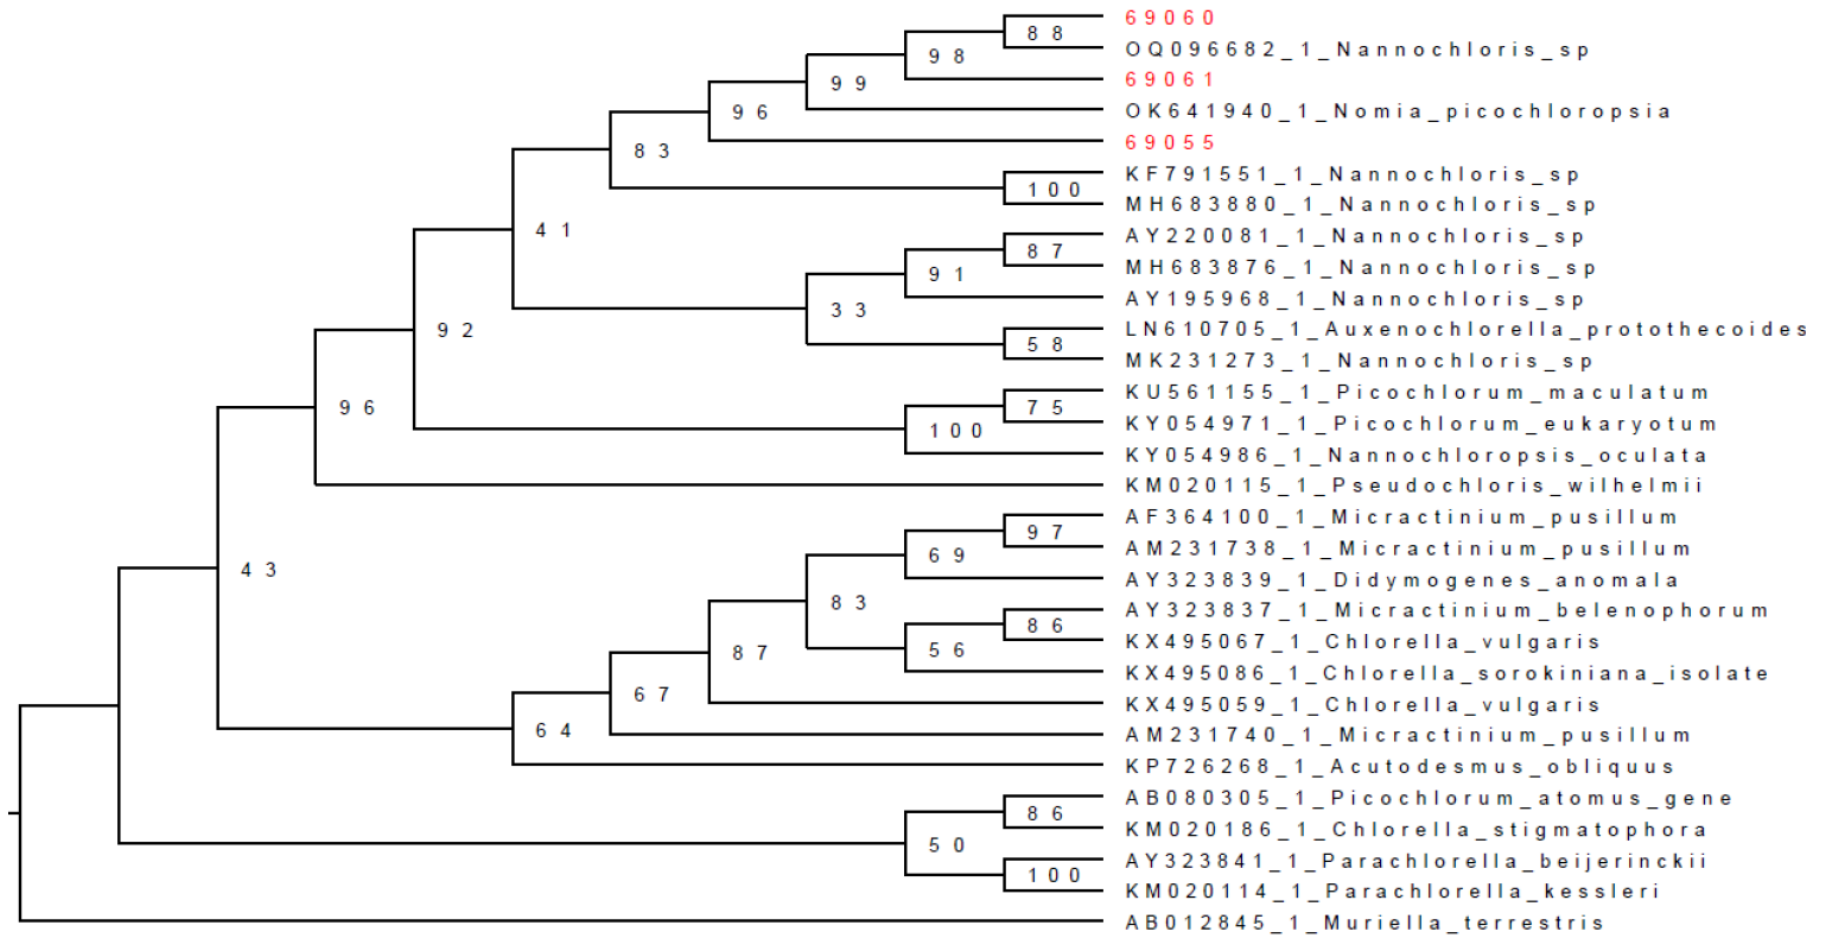 69060
88
OQ096682_1_Nannochloris_sp
98
69061
99
OK641940_1_Nomia_picochloropsia
96
69055
83
KF791551_1_Nannochloris_sp
100
MH683880_1_Nannochloris_sp
41
AY220081_1_Nannochloris_sp
87
MH683876_1_Nannochloris_sp
91
AY195968_1_Nannochloris_sp
33
LN610705_1_Auxenochlorella_protothecoides
92
58
MK231273_1_Nannochloris_sp
KU561155_1_Picochlorum_maculatum
96
75
KY054971_1_Picochlorum_eukaryotum
100
KY054986_1_Nannochloropsis_oculata
KM020115_1_Pseudochloris_wilhelmii
AF364100_1_Micractinium_pusillum
97
AM231738_1_Micractinium_pusillum
69
43
AY323839_1_Didymogenes_anomala
83
AY323837_1_Micractinium_belenophorum
86
KX495067_1_Chlorella_vulgaris
87
56
KX495086_1_Chlorella_sorokiniana_isolate
67
KX495059_1_Chlorella_vulgaris
64
AM231740_1_Micractinium_pusillum
KP726268_1_Acutodesmus_obliquus
AB080305_1_Picochlorum_atomus_gene
86
KM020186_1_Chlorella_stigmatophora
50
AY323841_1_Parachlorella_beijerinckii
100
KM020114_1_Parachlorella_kessleri
AB012845_1_Muriella_terrestris